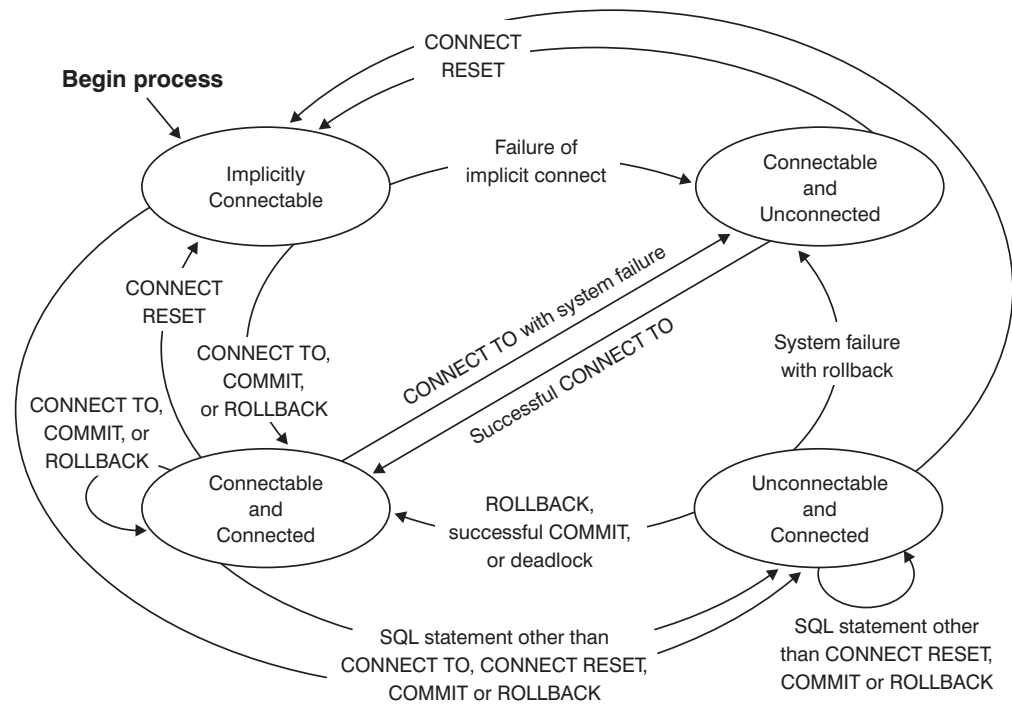 CONNECT
RESET
Begin process
Implicitly
Connectable
Failure of
implicit connect
Connectable
and
Unconnected
CONNECT
RESET
CONNECT TO,
COMMIT,
or ROLLBACK
CONNECT TO with system failure
Successful CONNECT TO
System failure
with rollback
CONNECT TO,
COMMIT, or
ROLLBACK
Connectable
and
Connected
ROLLBACK,
successful COMMIT,
or deadlock
Unconnectable
and
Connected
SQL statement other than
CONNECT TO, CONNECT RESET,
COMMIT or ROLLBACK
SQL statement other
than CONNECT RESET,
COMMIT or ROLLBACK